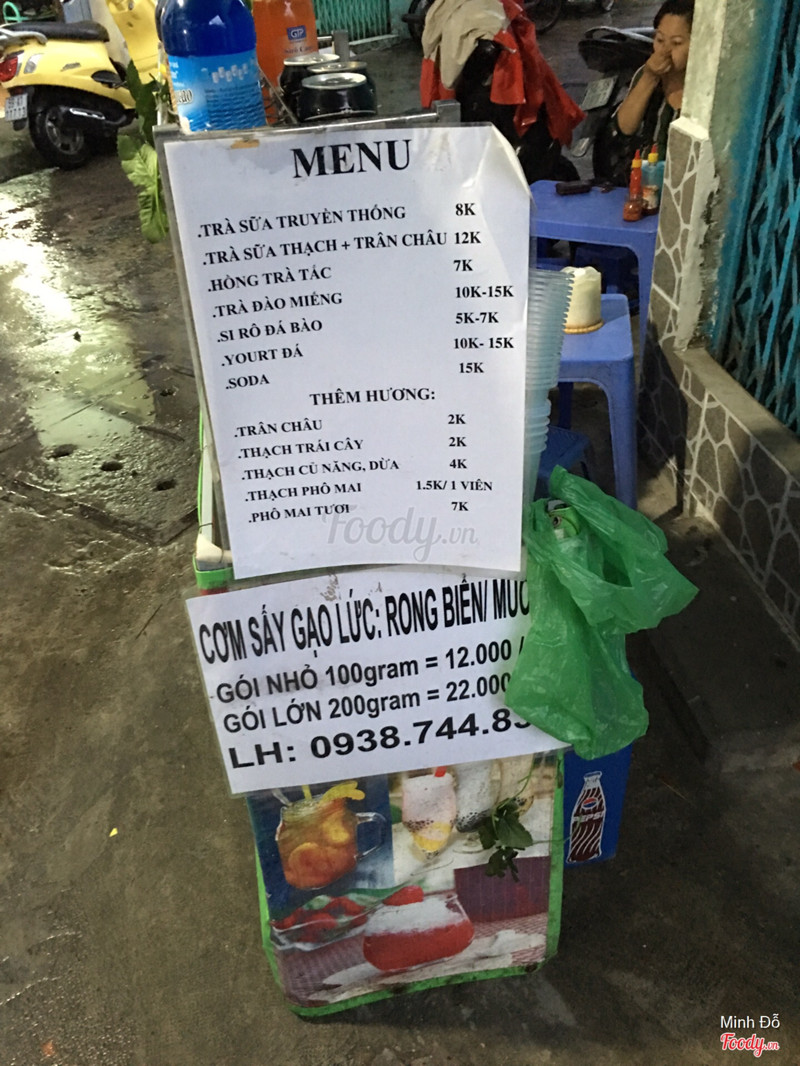 MENU
.TRÀ SỮA TRUYỀN THỐNG 8K
.TRÀ SỮA THẠCH + TRÂN CHÂU 12K
.HỒNG TRÀ TẮC 7K
.TRÀ ĐÀO MIẾNG 10K-15K
.SI RÔ ĐÁ BÀO 5K-7K
.YOURT ĐÁ 10K- 15K
.SODA 15K
THÊM HƯƠNG:
.TRÂN CHÂU 2K
.THẠCH TRÁI CÂY 2K
.THẠCH CỦ NĂNG, DỪA 4K
.THẠCH PHÔ MAI 1.5K/ 1 VIÊN
.PHÔ MAI TƯƠI 7K
Foody.vn
CƠM SẤY GẠO LỨC: RONG BIỂN/
GÓI NHỎ 100gram = 12.000 /
GÓI LỚN 200gram = 22.000
LH: 0938.744.8
PEPSI
Minh Đỗ
Foody.vn